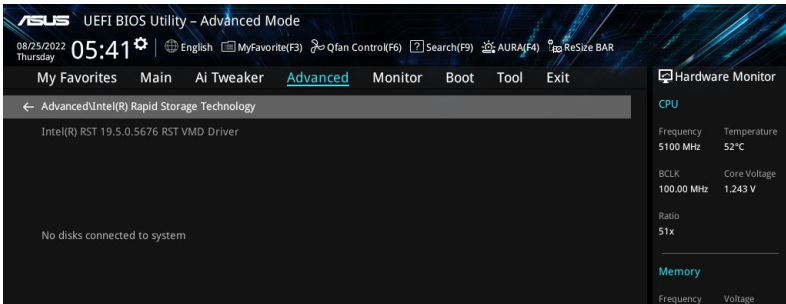 ASUS UEFI BIOS Utility – Advanced Mode
08/25/2022 Thursday 05:41 English MyFavorite(F3) Qfan Control(F6) ? Search(F9) AURA(F4) ReSize BAR
My Favorites Main Ai Tweaker Advanced Monitor Boot Tool Exit
Hardware Monitor
← Advanced\Intel(R) Rapid Storage Technology
Intel(R) RST 19.5.0.5676 RST VMD Driver
No disks connected to system
CPU
Frequency Temperature
5100 MHz 52°C
BCLK Core Voltage
100.00 MHz 1.243 V
Ratio
51x
Memory
Frequency Voltage